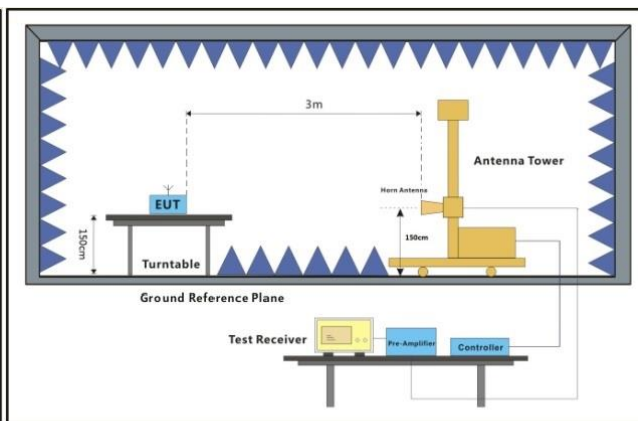 3m
Antenna Tower
Horn Antenna
EUT
150cm
150cm
Turntable
Ground Reference Plane
Test Receiver
Pre-Amplifier
Controller